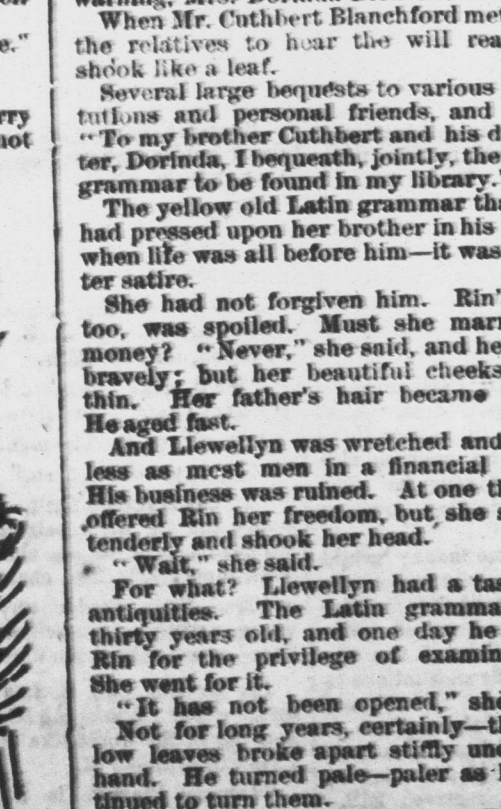 When Mr. Cuthbert Blanchford me
the relatives to hear the will rea
shook like a leaf.
Several large bequests to various
tutions and personal friends, and
"To my brother Cuthbert and his
ter, Dorinda, I bequeath, jointly, the
grammar to be found in my library."
The yellow old Latin grammar tha
had pressed upon her brother in his
when life was all before him—it was
ter satire.
She had not forgiven him. Rin'
too, was spoiled. Must she mar
money? "Never," she said, and he
bravely; but her beautiful cheeks
thin. Her father's hair became
He aged fast.
And Llewellyn was wretched and
less as most men in a financial
His business was ruined. At one t
offered Rin her freedom, but she s
tenderly and shook her head.
"Wait," she said.
For what? Llewellyn had a tas
antiquities. The Latin gramma
thirty years old, and one day he
Rin for the privilege of examin
She went for it.
"It has not been opened," she
Not for long years, certainly—t
low leaves broke apart stiffly un
hand. He turned pale—paler as
tinued to turn them.
e."
rry
not